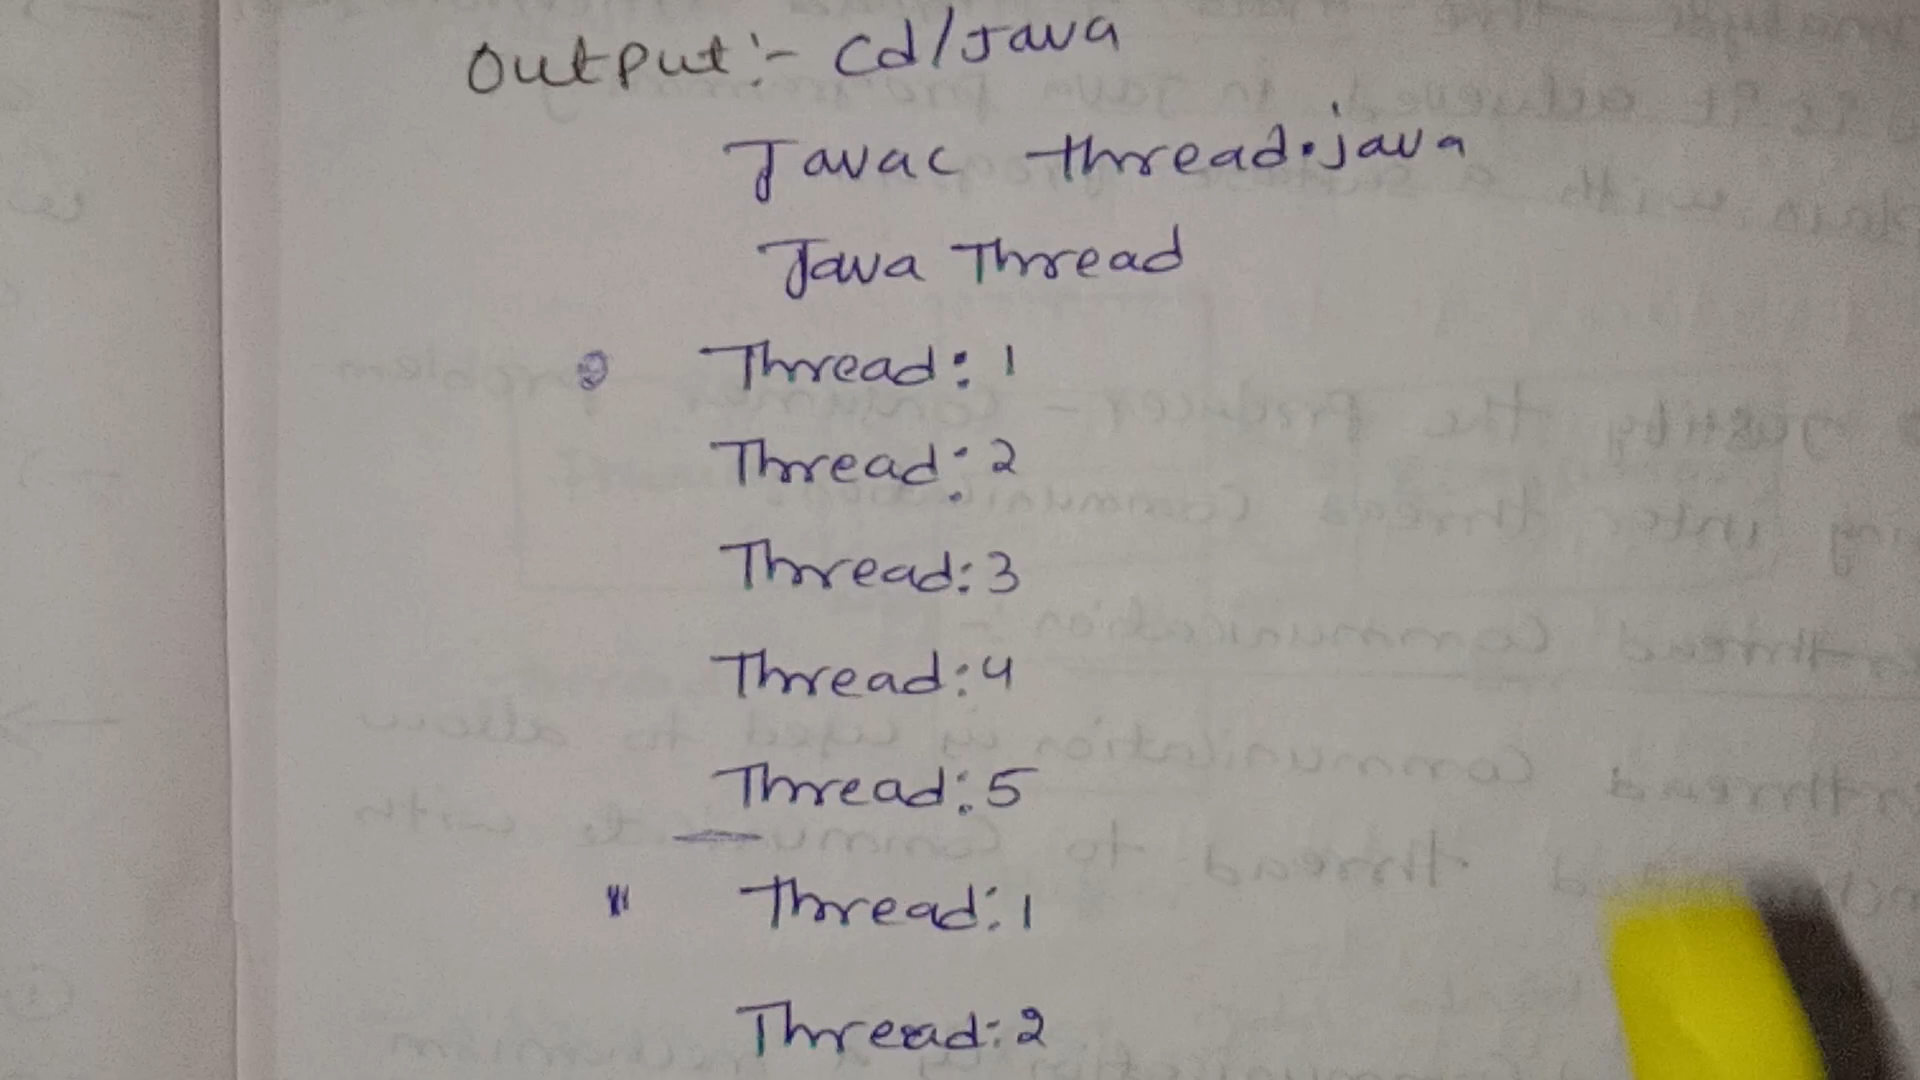 Output:- Cd/Java
Javac thread.java
Java Thread
Thread: 1
Thread: 2
Thread: 3
Thread: 4
Thread: 5
" Thread: 1
Thread: 2